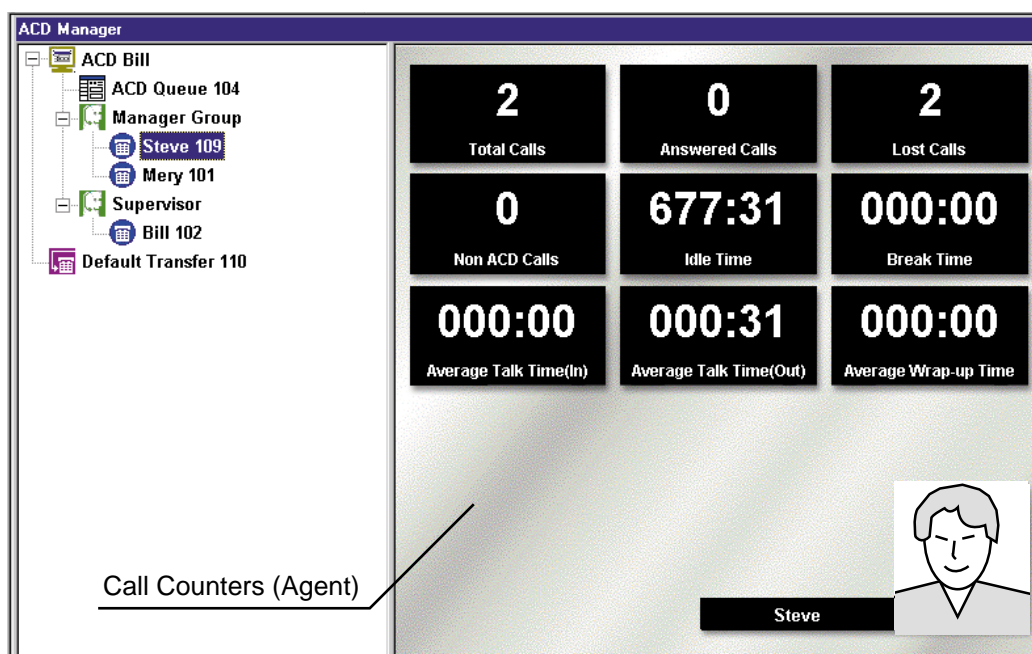 ACD Manager
ACD Bill
ACD Queue 104
Manager Group
Steve 109
Mery 101
Supervisor
Bill 102
Default Transfer 110
2
Total Calls
0
Answered Calls
2
Lost Calls
0
Non ACD Calls
677:31
Idle Time
000:00
Break Time
000:00
Average Talk Time(In)
000:31
Average Talk Time(Out)
000:00
Average Wrap-up Time
Call Counters (Agent)
Steve